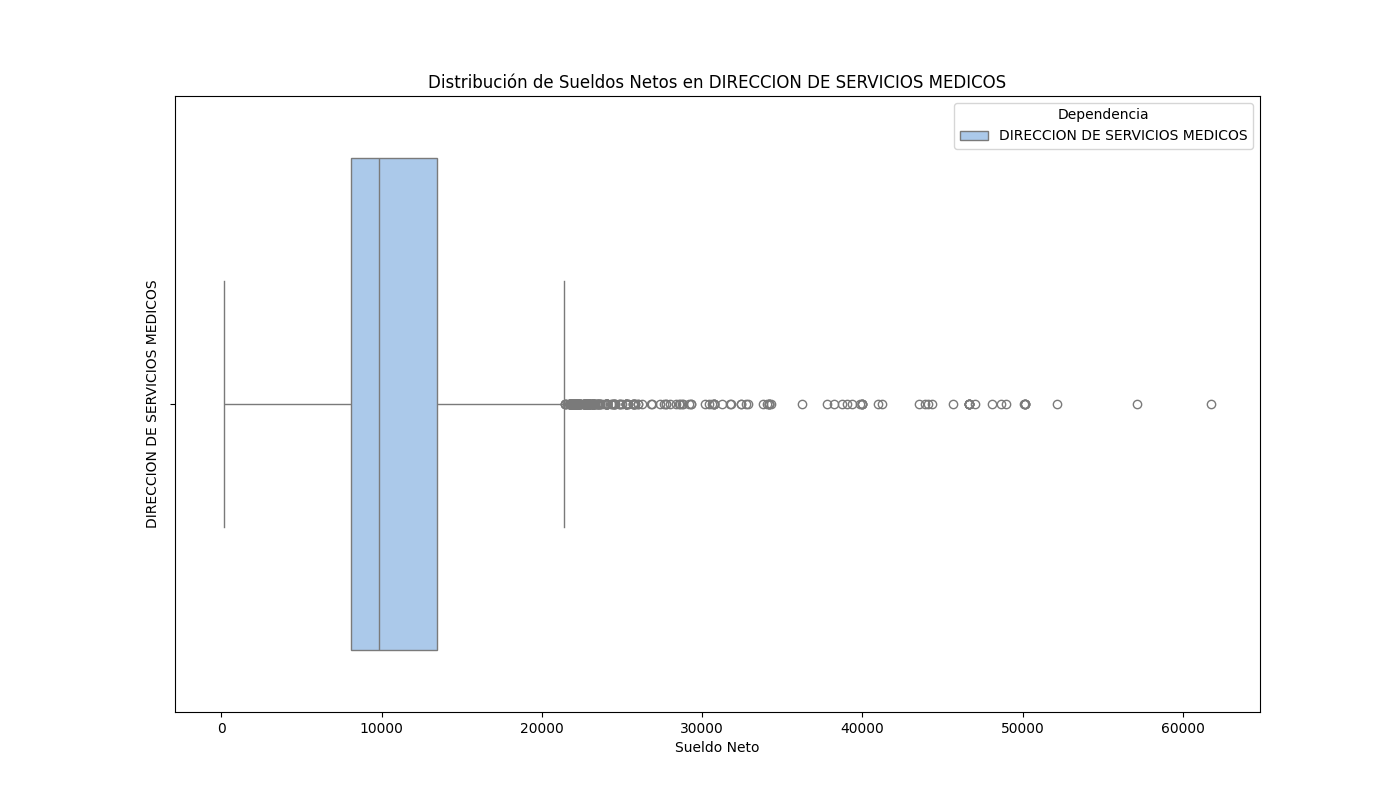 Distribución de Sueldos Netos en DIRECCION DE SERVICIOS MEDICOS
Dependencia
DIRECCION DE SERVICIOS MEDICOS
DIRECCION DE SERVICIOS MEDICOS
0 10000 20000 30000 40000 50000 60000
Sueldo Neto